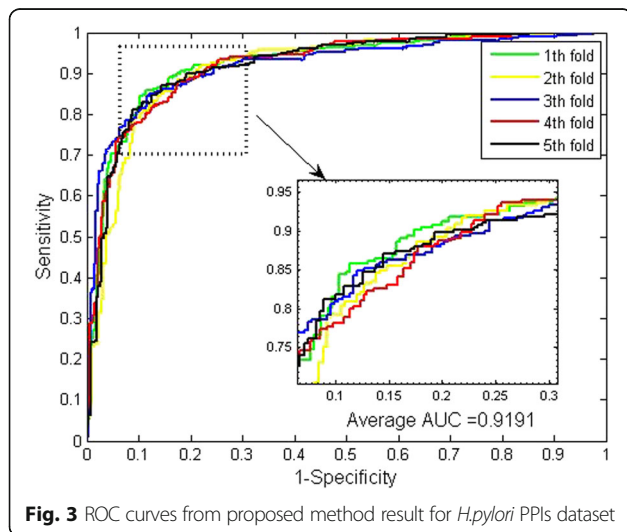 1
0.9
0.8
0.7
0.6
0.5
0.4
0.3
0.2
0.1
0
Sensitivity
1th fold
2th fold
3th fold
4th fold
5th fold
0.95
0.9
0.85
0.8
0.75
0.1 0.15 0.2 0.25 0.3
Average AUC =0.9191
0 0.1 0.2 0.3 0.4 0.5 0.6 0.7 0.8 0.9 1
1-Specificity
Fig. 3 ROC curves from proposed method result for H.pylori PPIs dataset